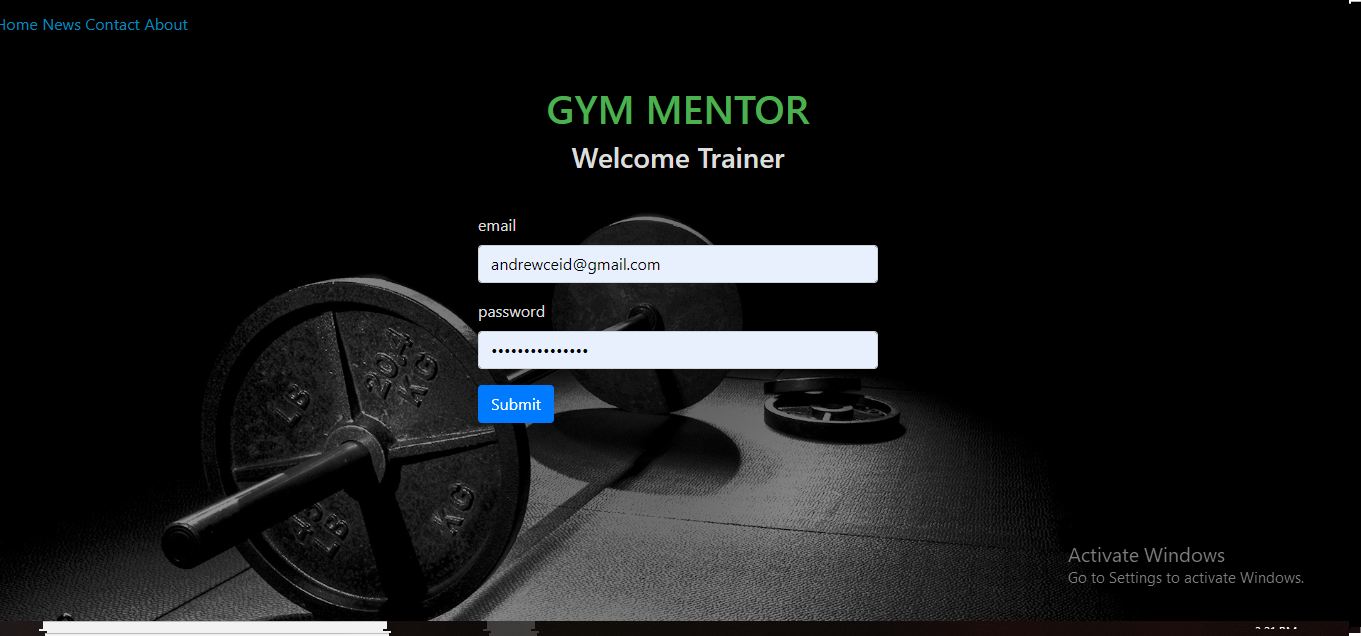 Home News Contact About
GYM MENTOR
Welcome Trainer
email
andrewceid@gmail.com
password
•••••••••••••••
Submit
20.4
KG
LB
KG
LB
Activate Windows
Go to Settings to activate Windows.